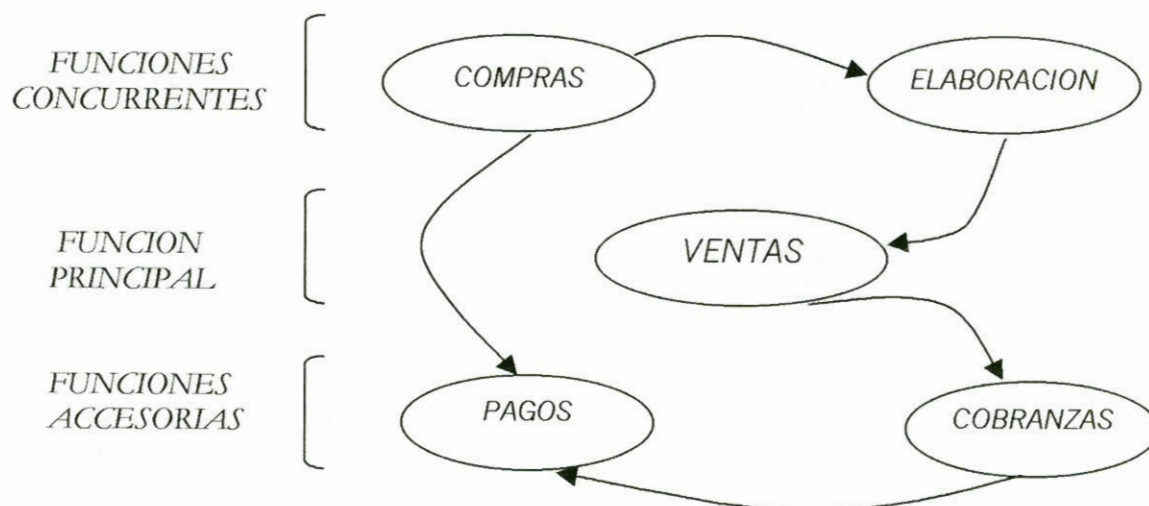 FUNCIONES
CONCURRENTES
COMPRAS
ELABORACION
FUNCION
PRINCIPAL
VENTAS
FUNCIONES
ACCESORIAS
PAGOS
COBRANZAS